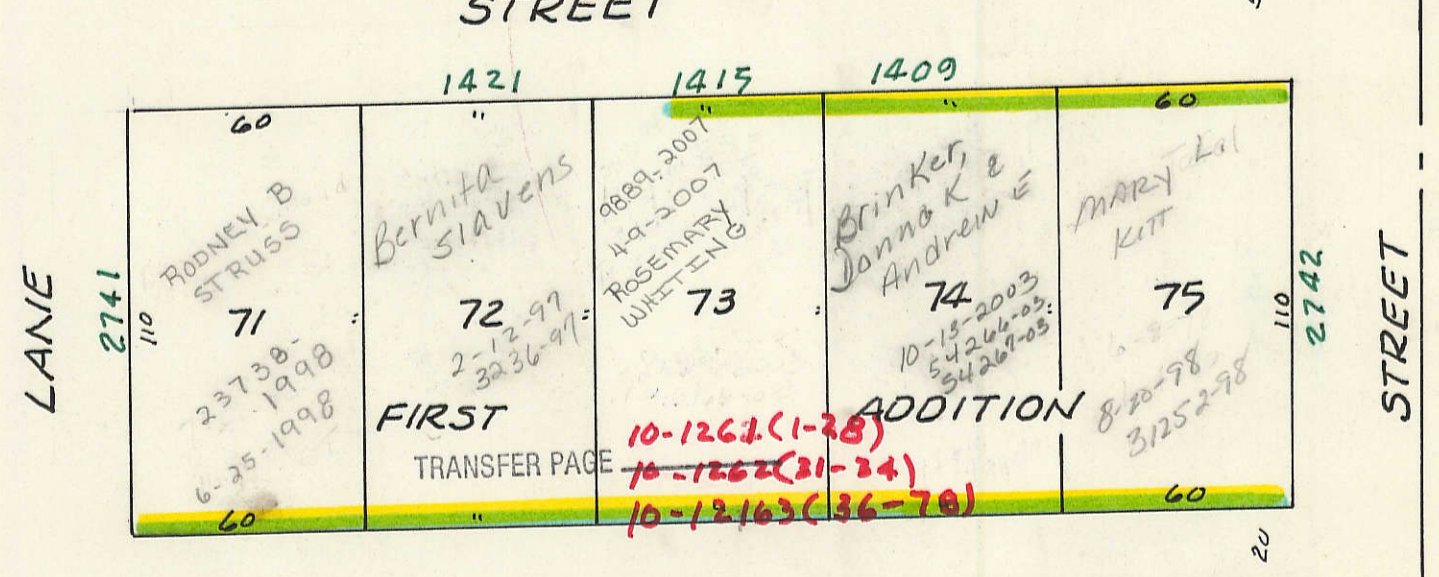 STREET
1421 1415 1409
60 " " " 60
RODNEY B
STRUSS
71
23738-
1998
6-25-1998
Bernita
Slavens
72
2-12-97
3236-97
9889-2007
4-9-2007
ROSEMARY
WHITING
73
Brinker,
Donna K &
Andrew E
74
10-13-2003
54266-03
54267-03
MARY Lal
KITT
75
8-20-98
31252-98
LANE
2741
110
: : : :
110
2742
STREET
FIRST ADDITION
TRANSFER PAGE
10-1261 (1-28)
10-1262 (31-34)
10-12163 (36-78)
60 " 60
20